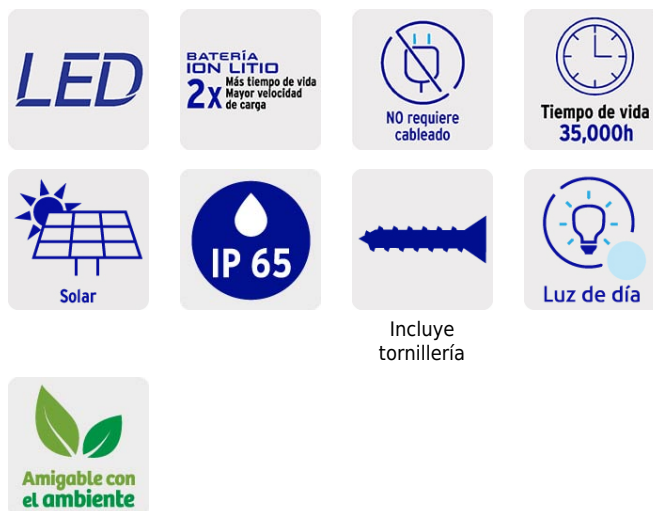 LED
BATERÍA
ION LITIO
2x Más tiempo de vida
Mayor velocidad
de carga
NO requiere
cableado
Tiempo de vida
35,000h
Solar
IP 65
Incluye
tornillería
Luz de día
Amigable con
el ambiente